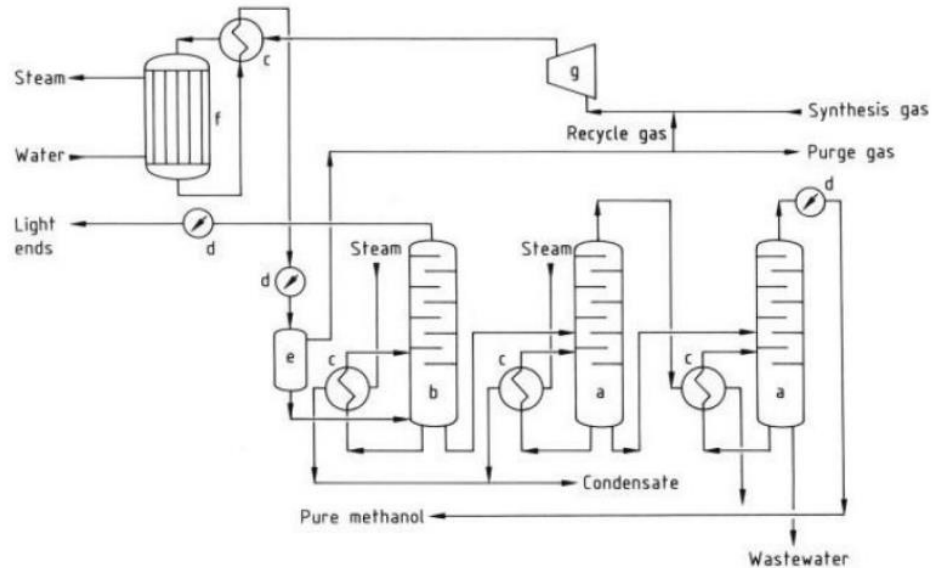 c
g
Steam
f
Synthesis gas
Recycle gas
Water
Purge gas
d
Light
ends
d
Steam
Steam
d
e
c
c
c
b
a
a
Condensate
Pure methanol
Wastewater